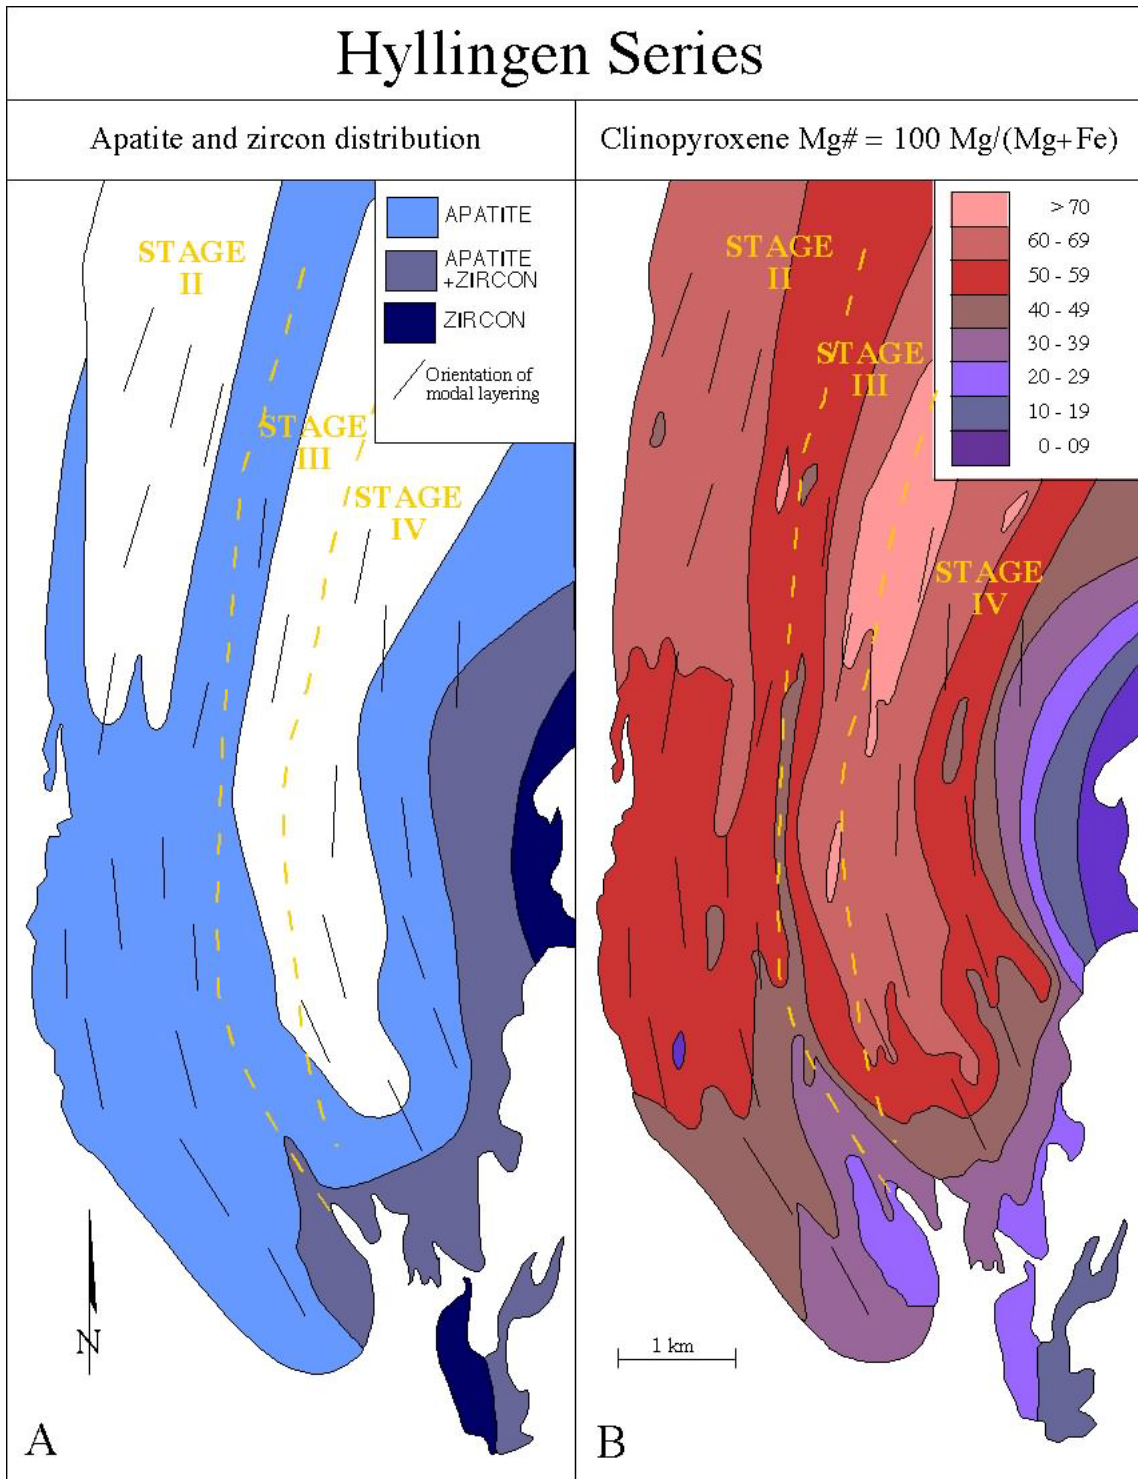 Hyllingen Series
Apatite and zircon distribution
Clinopyroxene Mg# = 100 Mg/(Mg+Fe)
STAGE
II
APATITE
APATITE
+ZIRCON
ZIRCON
Orientation of
modal layering
STAGE
III
STAGE
IV
N
A
> 70
60 - 69
50 - 59
40 - 49
30 - 39
20 - 29
10 - 19
0 - 09
STAGE
II
STAGE
III
STAGE
IV
1 km
B